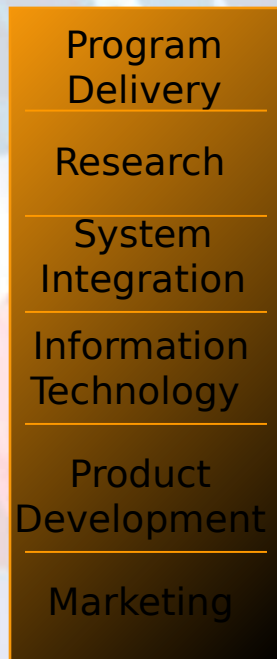 Program
Delivery
Research
System
Integration
Information
Technology
Product
Development
Marketing